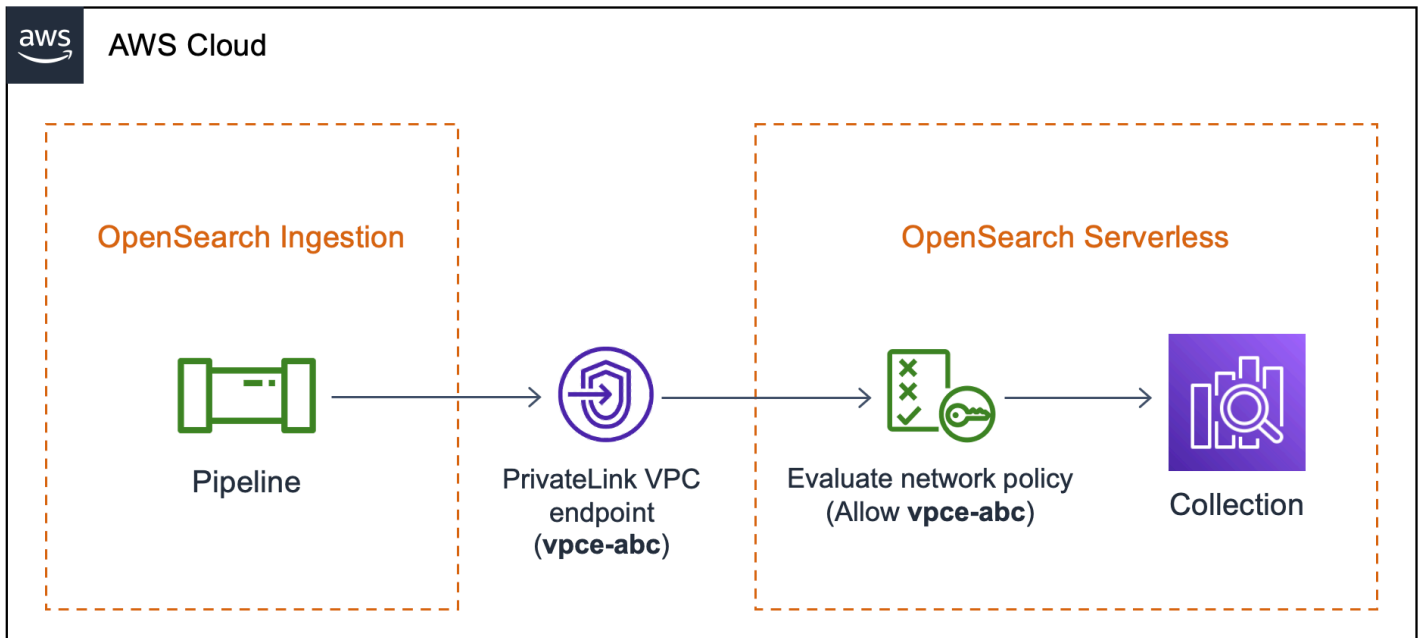 aws
AWS Cloud
OpenSearch Ingestion
OpenSearch Serverless
Pipeline
PrivateLink VPC
endpoint
(vpce-abc)
Evaluate network policy
(Allow vpce-abc)
Collection